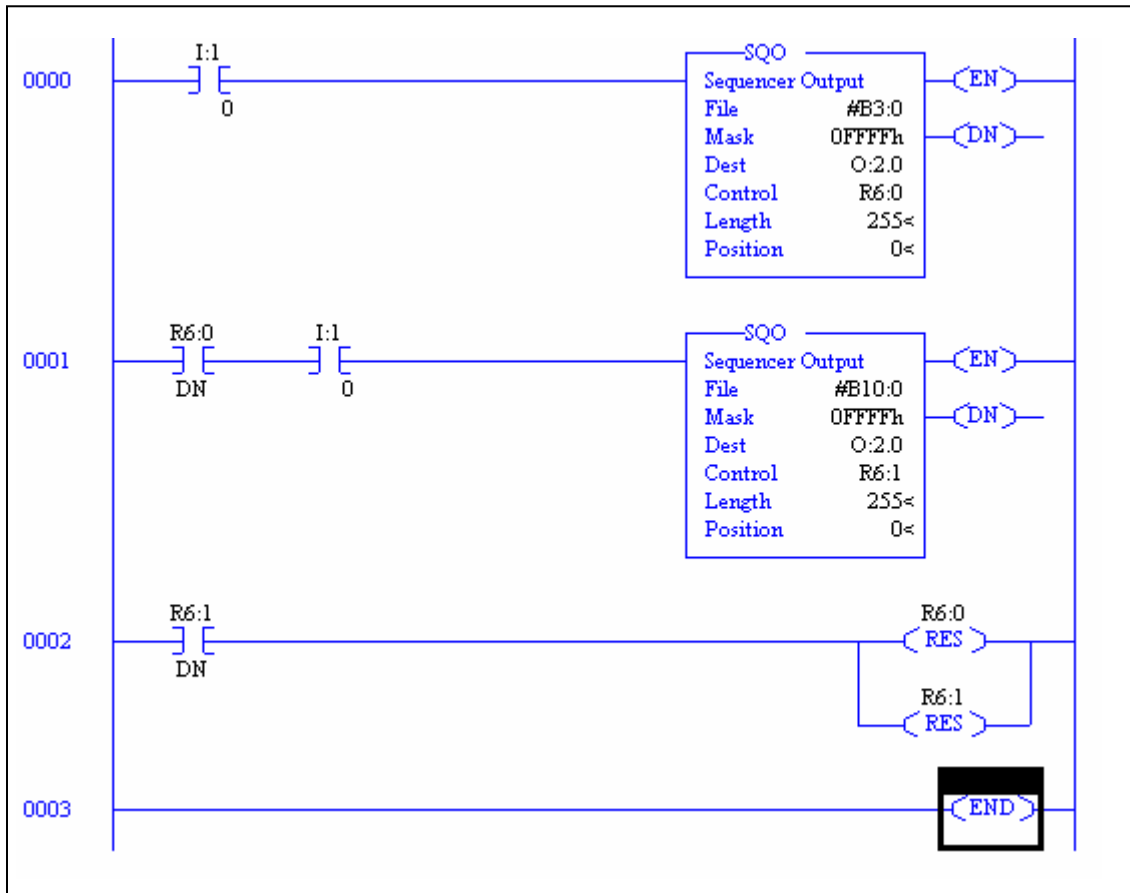 I:1
SQO
0000
Sequencer Output
EN
0
File #B3:0
Mask 0FFFFh
DN
Dest O:2.0
Control R6:0
Length 255<
Position 0<
R6:0
I:1
SQO
0001
Sequencer Output
EN
DN
0
File #B10:0
Mask 0FFFFh
DN
Dest O:2.0
Control R6:1
Length 255<
Position 0<
R6:1
R6:0
0002
RES
DN
R6:1
RES
0003
END